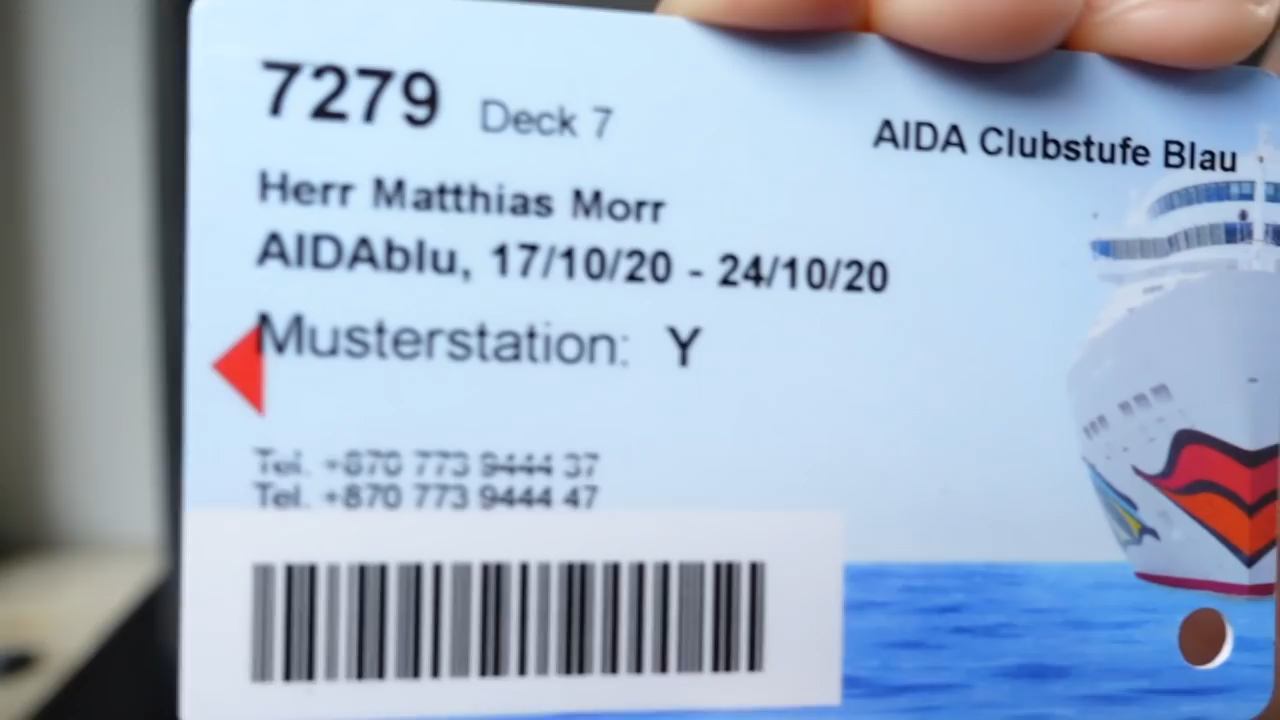 7279 Deck 7
AIDA Clubstufe Blau
Herr Matthias Morr
AIDAblu, 17/10/20 - 24/10/20
Musterstation: Y
Tel. +870 773 9444 37
Tel. +870 773 9444 47